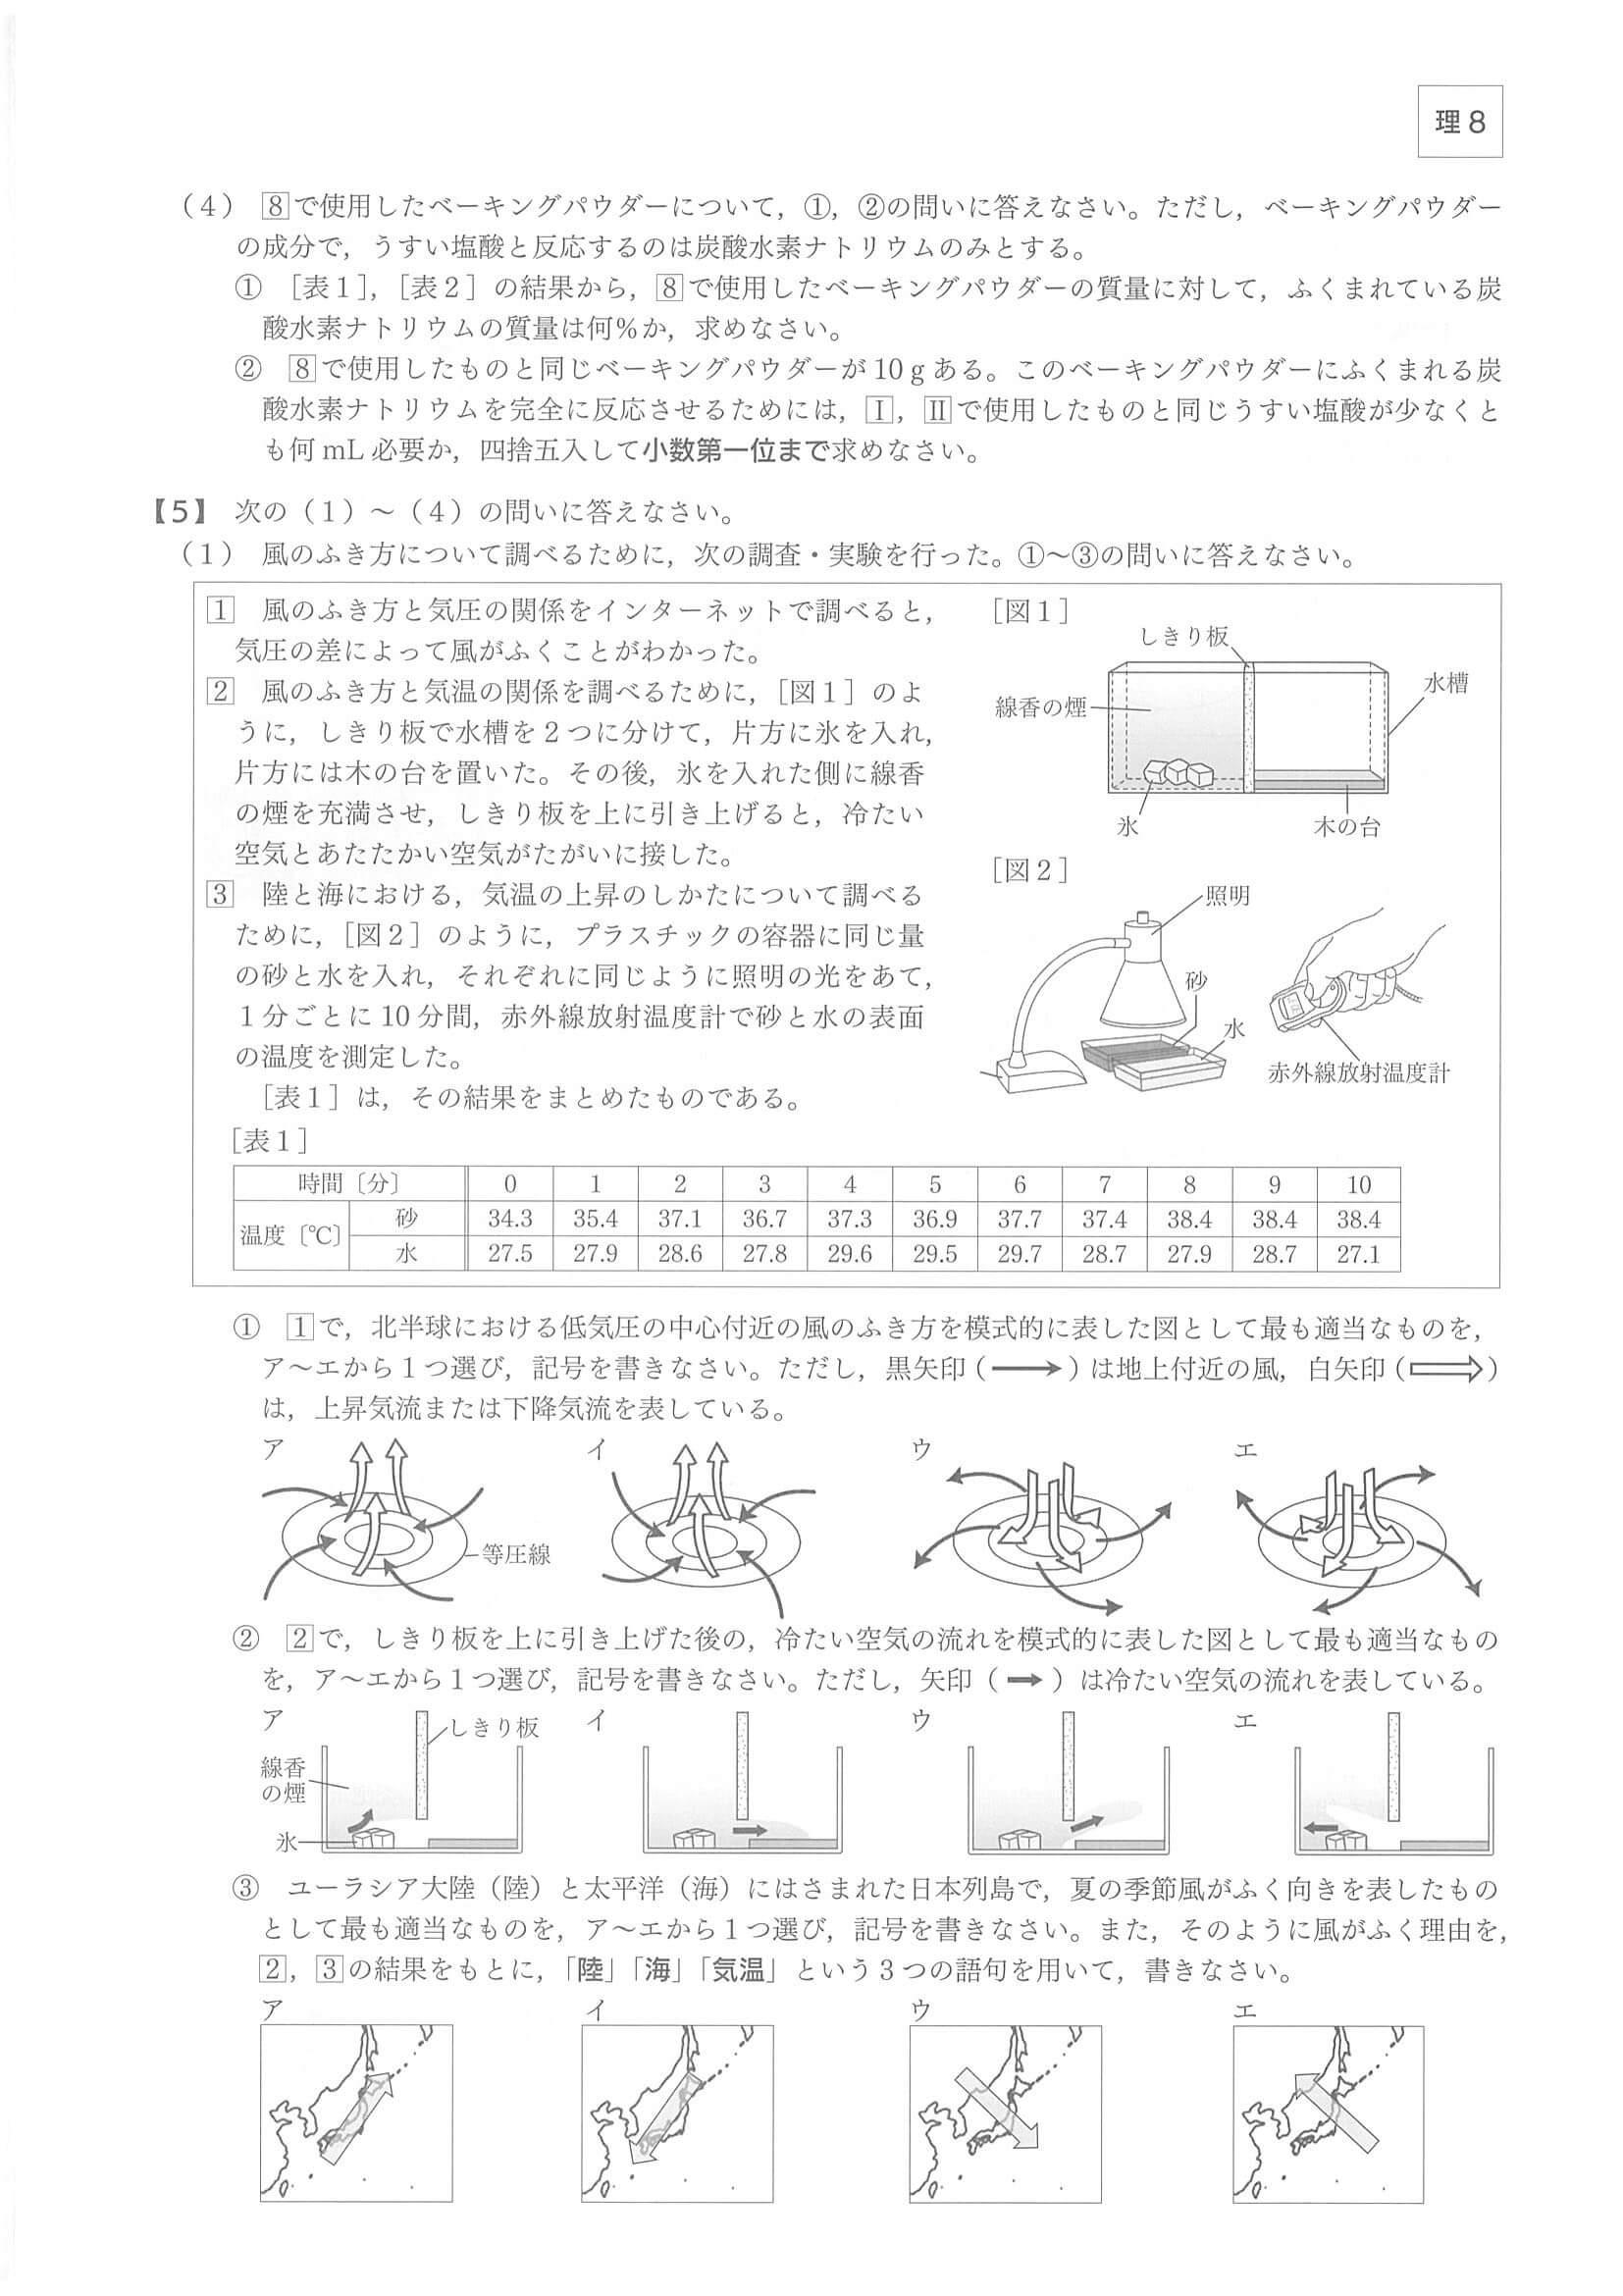 理8
(4) 8で使用したベーキングパウダーについて，①，②の問いに答えなさい。ただし，ベーキングパウダー
の成分で，うすい塩酸と反応するのは炭酸水素ナトリウムのみとする。
① ［表1］，［表2］の結果から，8で使用したベーキングパウダーの質量に対して，ふくまれている炭
酸水素ナトリウムの質量は何％か，求めなさい。
② 8で使用したものと同じベーキングパウダーが10gある。このベーキングパウダーにふくまれる炭
酸水素ナトリウムを完全に反応させるためには，Ⅰ，Ⅱで使用したものと同じうすい塩酸が少なくと
も何mL必要か，四捨五入して小数第一位まで求めなさい。
【5】 次の（1）～（4）の問いに答えなさい。
(1) 風のふき方について調べるために，次の調査・実験を行った。①～③の問いに答えなさい。
1 風のふき方と気圧の関係をインターネットで調べると，
気圧の差によって風がふくことがわかった。
2 風のふき方と気温の関係を調べるために，［図1］のよ
うに，しきり板で水槽を2つに分けて，片方に氷を入れ，
片方には木の台を置いた。その後，氷を入れた側に線香
の煙を充満させ，しきり板を上に引き上げると，冷たい
空気とあたたかい空気がたがいに接した。
3 陸と海における，気温の上昇のしかたについて調べる
ために，［図2］のように，プラスチックの容器に同じ量
の砂と水を入れ，それぞれに同じように照明の光をあて，
1分ごとに10分間，赤外線放射温度計で砂と水の表面
の温度を測定した。
［表1］は，その結果をまとめたものである。
［図1］
しきり板
線香の煙
水槽
氷
木の台
［図2］
照明
砂
水
赤外線放射温度計
［表1］
時間〔分〕 0 1 2 3 4 5 6 7 8 9 10
温度〔℃〕
砂 34.3 35.4 37.1 36.7 37.3 36.9 37.7 37.4 38.4 38.4 38.4
水 27.5 27.9 28.6 27.8 29.6 29.5 29.7 28.7 27.9 28.7 27.1
① 1で，北半球における低気圧の中心付近の風のふき方を模式的に表した図として最も適当なものを，
ア～エから1つ選び，記号を書きなさい。ただし，黒矢印（→）は地上付近の風，白矢印（⇨）
は，上昇気流または下降気流を表している。
ア イ ウ エ
等圧線
② 2で，しきり板を上に引き上げた後の，冷たい空気の流れを模式的に表した図として最も適当なもの
を，ア～エから1つ選び，記号を書きなさい。ただし，矢印（→）は冷たい空気の流れを表している。
ア イ ウ エ
しきり板
線香
の煙
氷
③ ユーラシア大陸（陸）と太平洋（海）にはさまれた日本列島で，夏の季節風がふく向きを表したもの
として最も適当なものを，ア～エから1つ選び，記号を書きなさい。また，そのように風がふく理由を，
2，3の結果をもとに，「陸」「海」「気温」という3つの語句を用いて，書きなさい。
ア イ ウ エ